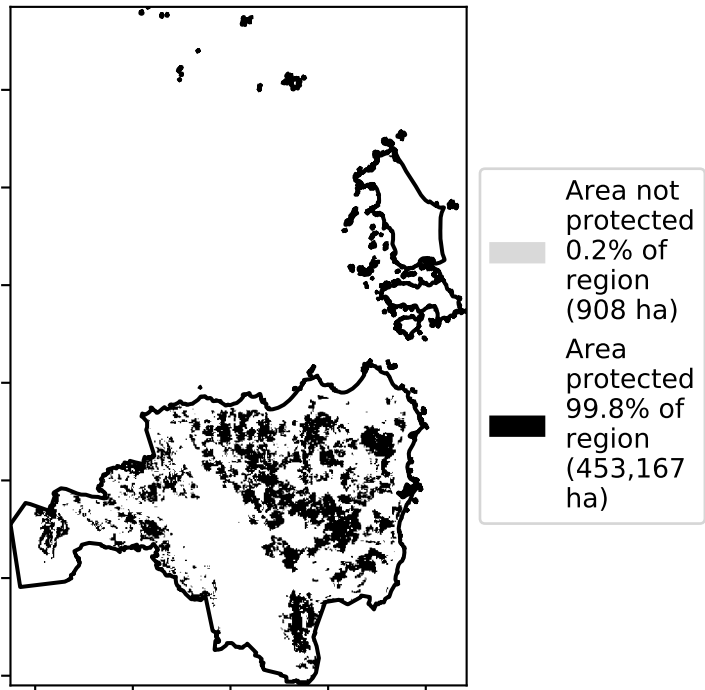 Area not
protected
0.2% of
region
(908 ha)
Area
protected
99.8% of
region
(453,167
ha)